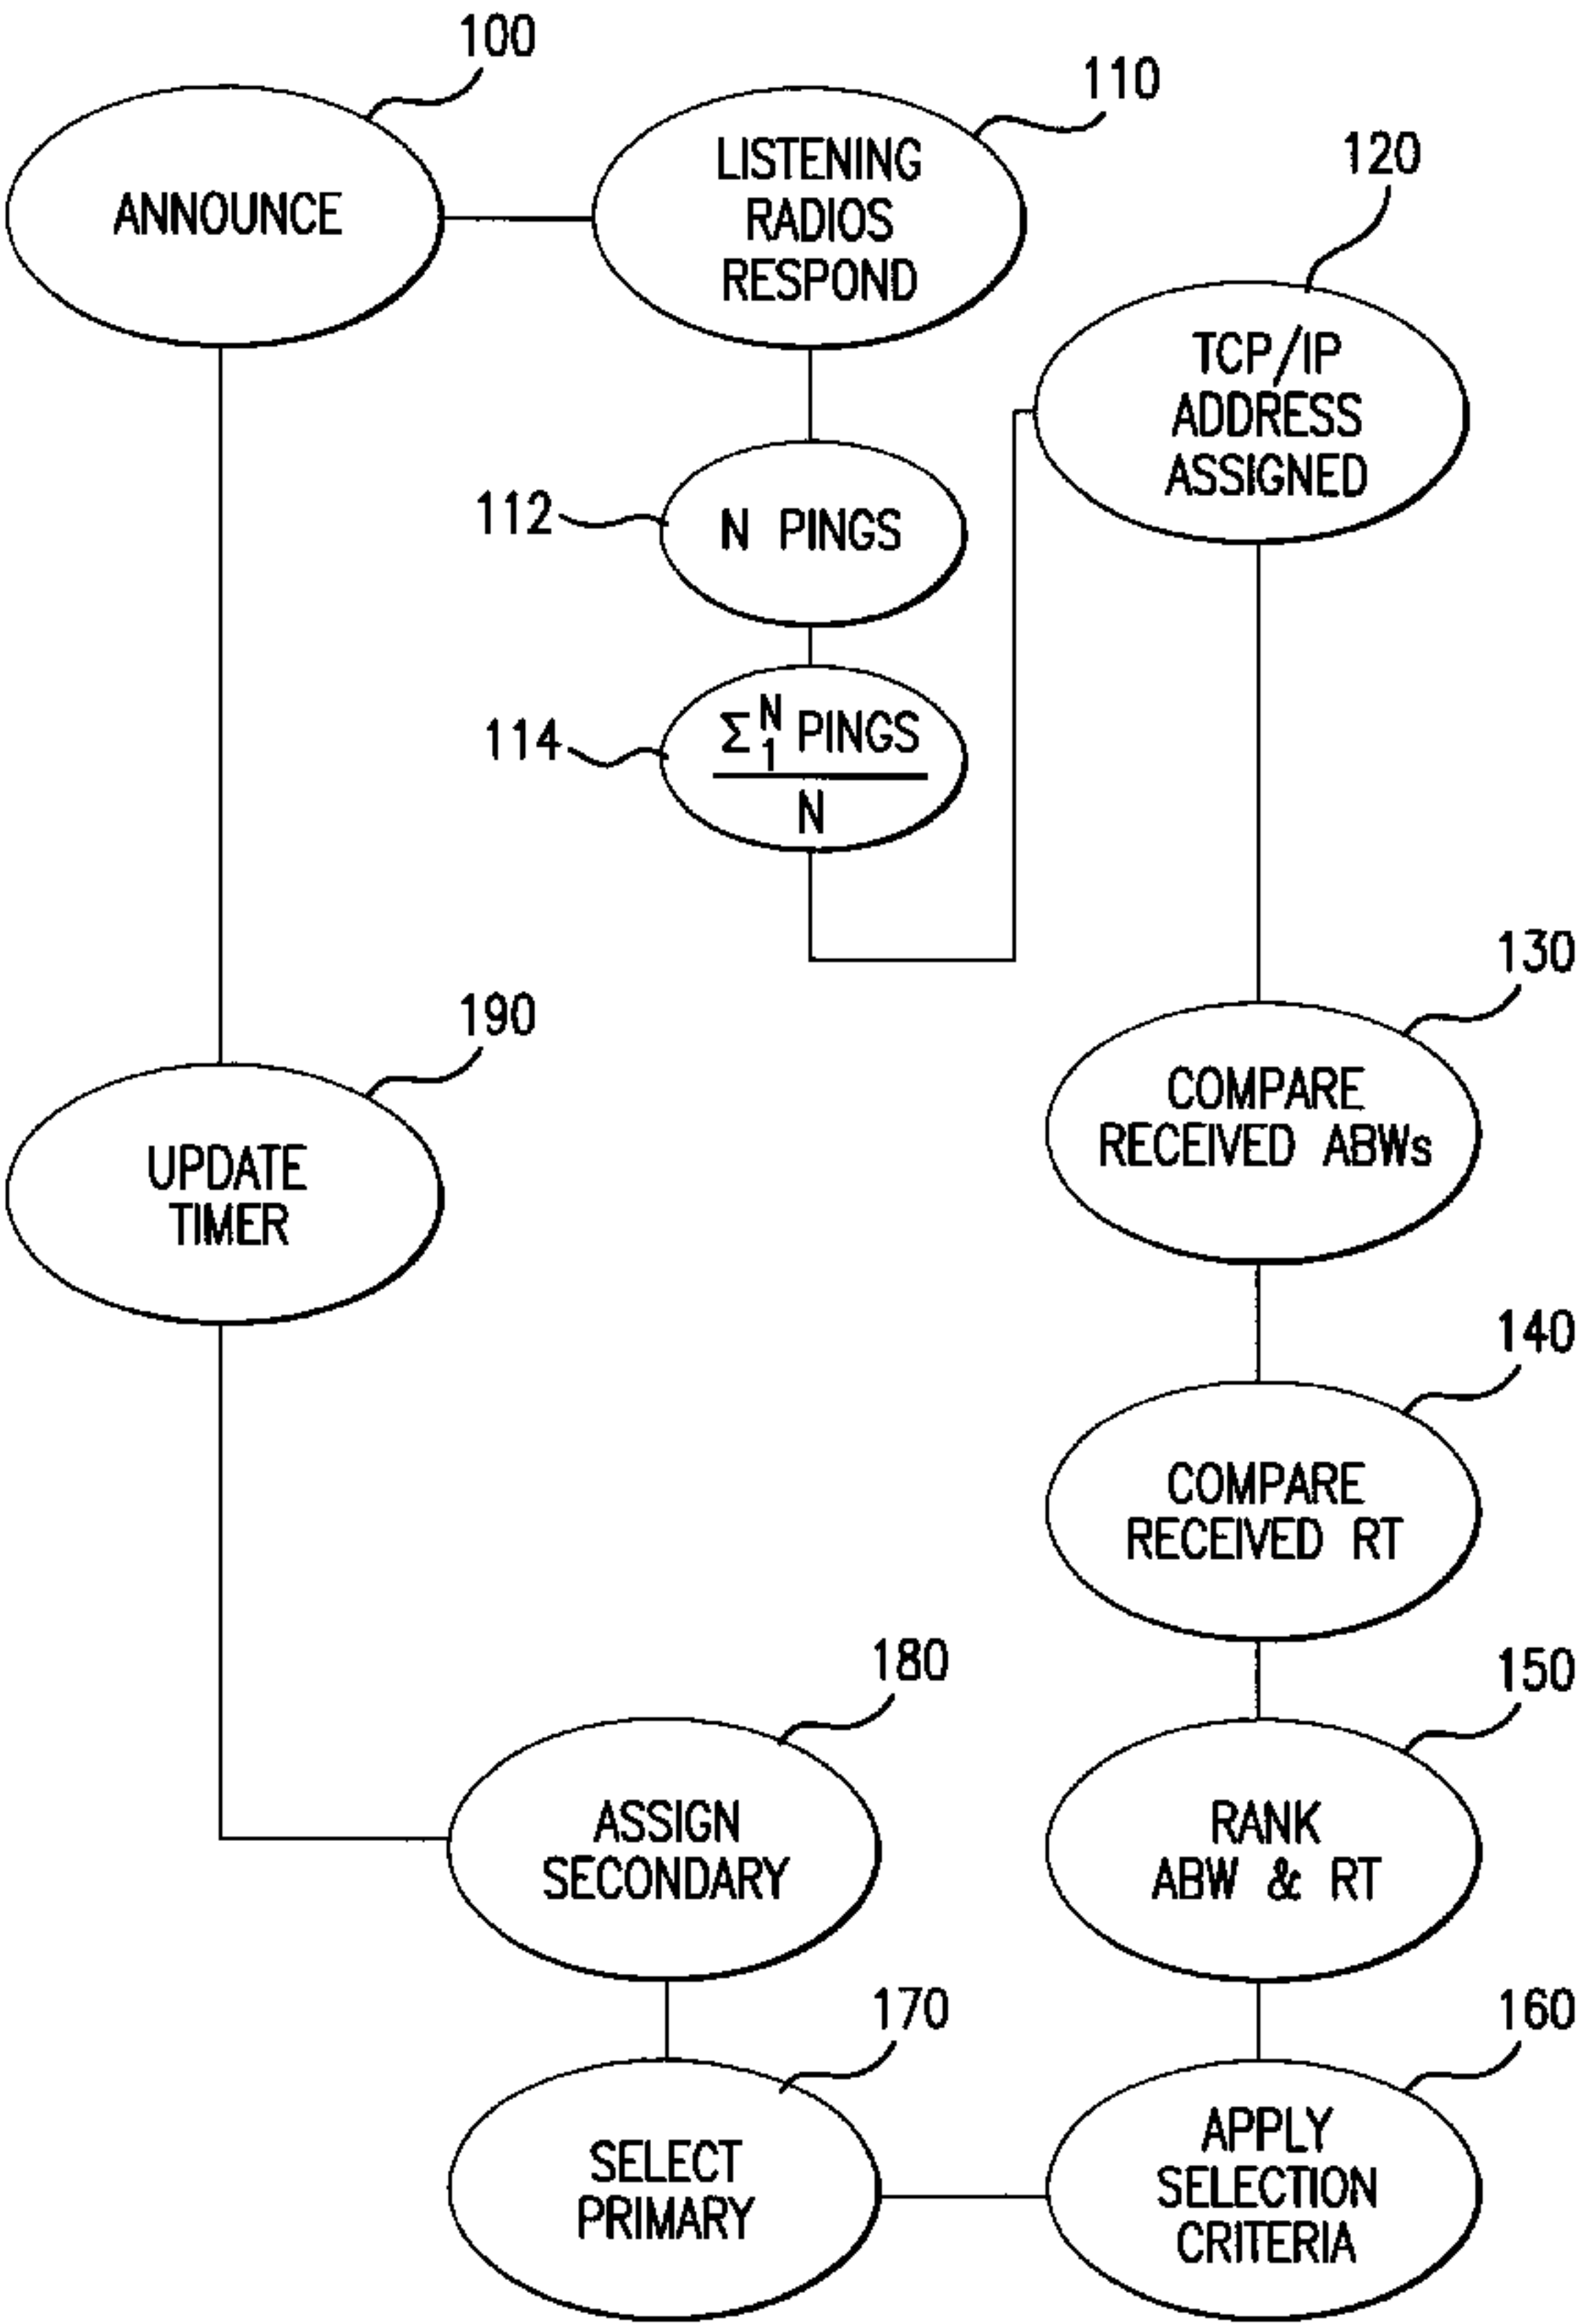 100
ANNOUNCE
110
LISTENING
RADIOS
RESPOND
112
N PINGS
114
Σ₁ᴺ PINGS
N
120
TCP/IP
ADDRESS
ASSIGNED
130
COMPARE
RECEIVED ABWs
140
COMPARE
RECEIVED RT
150
RANK
ABW & RT
160
APPLY
SELECTION
CRITERIA
170
SELECT
PRIMARY
180
ASSIGN
SECONDARY
190
UPDATE
TIMER